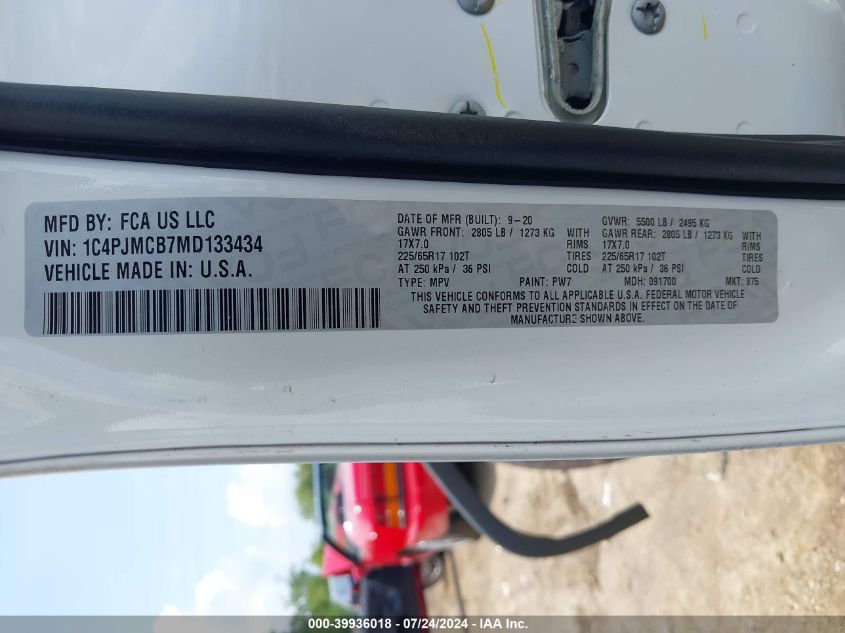 MFD BY: FCA US LLC
VIN: 1C4PJMCB7MD133434
VEHICLE MADE IN: U.S.A.
DATE OF MFR (BUILT): 9-20 GVWR: 5500 LB / 2495 KG
GAWR FRONT: 2805 LB / 1273 KG WITH GAWR REAR: 2805 LB / 1273 KG WITH
17X7.0 RIMS 17X7.0 RIMS
225/65R17 102T TIRES 225/65R17 102T TIRES
AT 250 kPa / 36 PSI COLD AT 250 kPa / 36 PSI COLD
TYPE: MPV PAINT: PW7 MDH: 091700 MKT: 875
THIS VEHICLE CONFORMS TO ALL APPLICABLE U.S.A. FEDERAL MOTOR VEHICLE
SAFETY AND THEFT PREVENTION STANDARDS IN EFFECT ON THE DATE OF
MANUFACTURE SHOWN ABOVE.
000-39936018 - 07/24/2024 - IAA Inc.